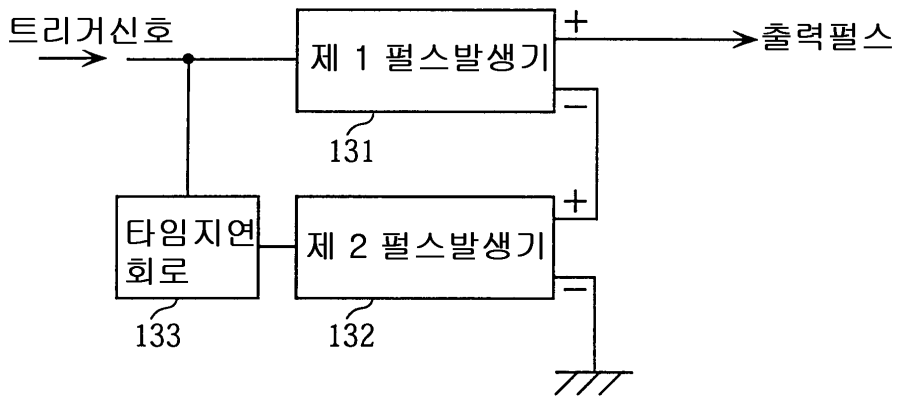 트리거신호
제 1 펄스발생기
+
출력펄스
−
131
타임지연
회로
제 2 펄스발생기
+
−
133
132